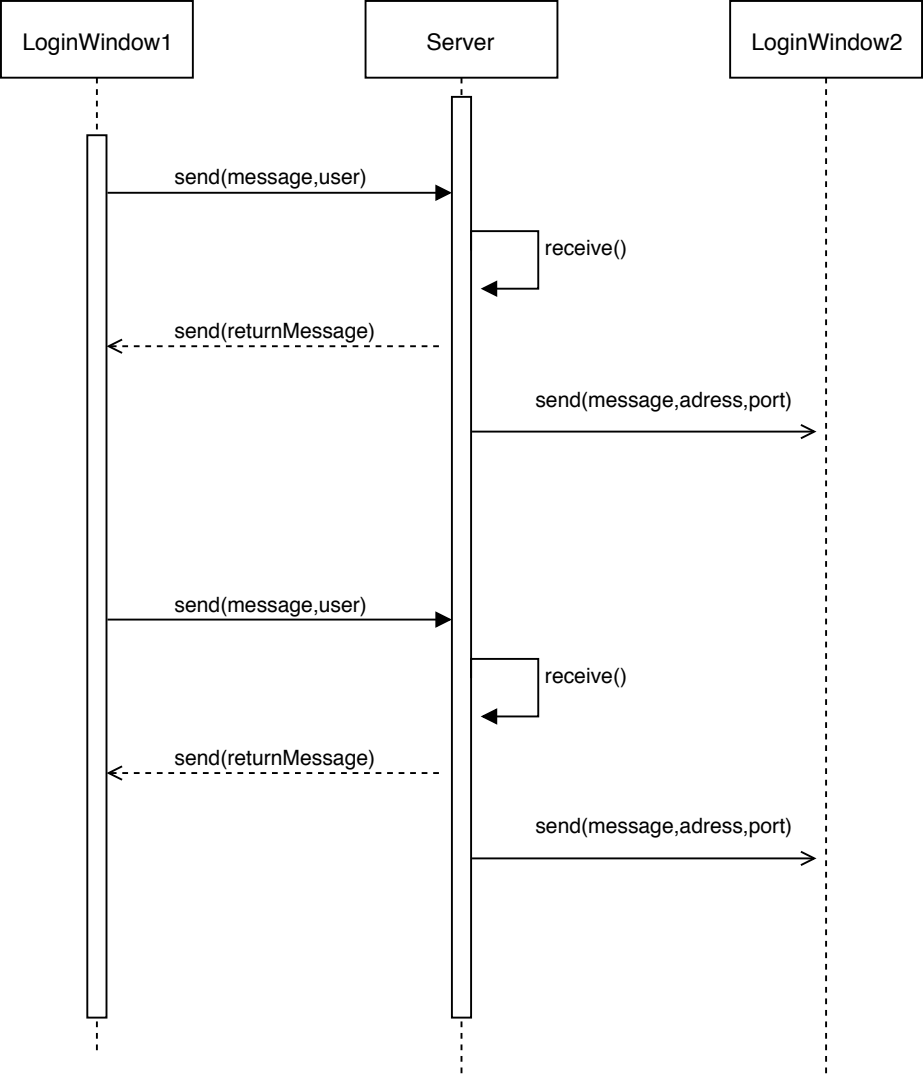 LoginWindow1
Server
LoginWindow2
send(message,user)
receive()
send(returnMessage)
send(message,adress,port)
send(message,user)
receive()
send(returnMessage)
send(message,adress,port)